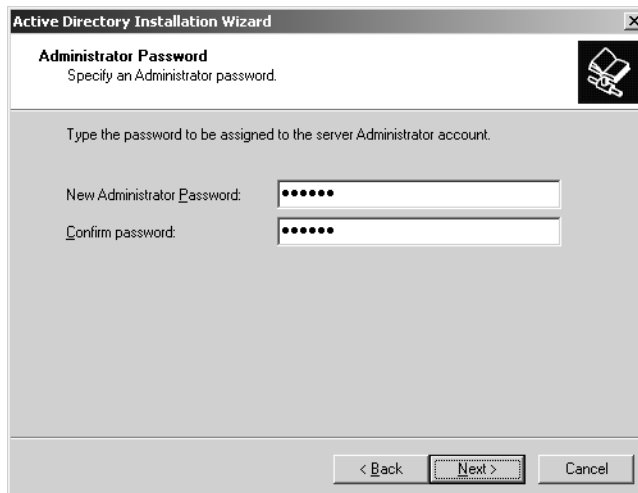 Active Directory Installation Wizard
Administrator Password
Specify an Administrator password.
Type the password to be assigned to the server Administrator account.
New Administrator Password: ••••••
Confirm password: ••••••
< Back Next > Cancel